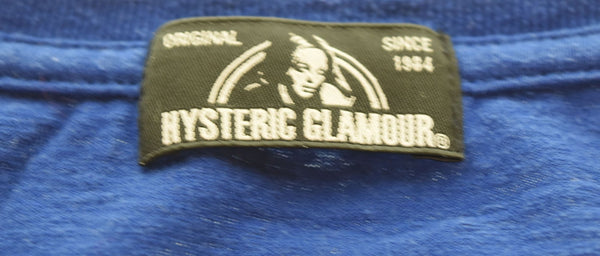 ORIGINAL
SINCE
1984
HYSTERIC GLAMOUR®